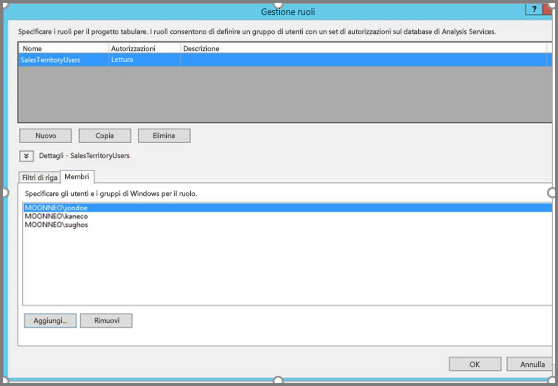 Gestione ruoli
?
Specificare i ruoli per il progetto tabulare. I ruoli consentono di definire un gruppo di utenti con un set di autorizzazioni sul database di Analysis Services.
Nome Autorizzazioni Descrizione
SalesTerritoryUsers Lettura
Nuovo Copia Elimina
Dettagli - SalesTerritoryUsers
Filtri di riga Membri
Specificare gli utenti e i gruppi di Windows per il ruolo.
MOONNEO\jondoe
MOONNEO\kaneco
MOONNEO\sughos
Aggiungi... Rimuovi
OK Annulla